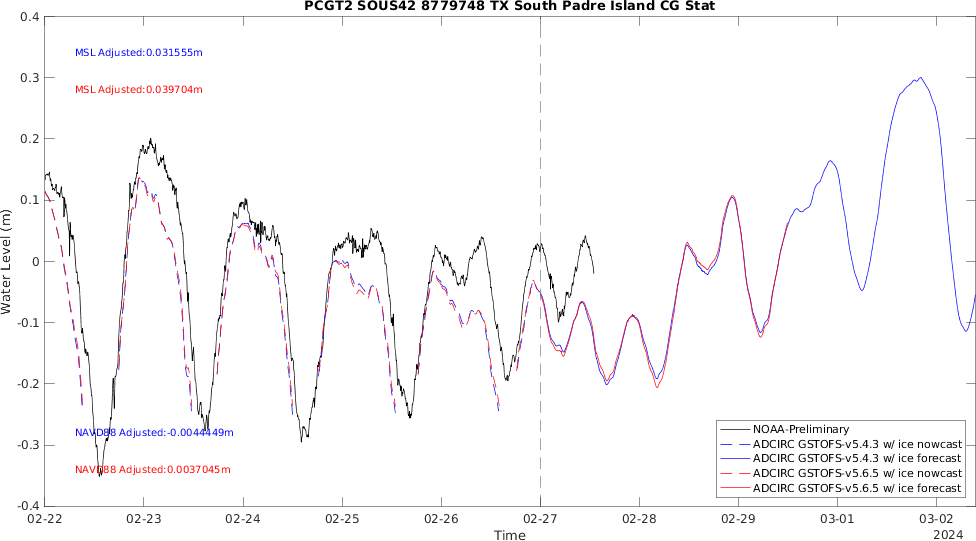 PCGT2 SOUS42 8779748 TX South Padre Island CG Stat
0.4
0.3
0.2
0.1
0
-0.1
-0.2
-0.3
-0.4
Water Level (m)
MSL Adjusted:0.031555m
MSL Adjusted:0.039704m
NAVD88 Adjusted:-0.0044449m
NAVD88 Adjusted:0.0037045m
NOAA-Preliminary
ADCIRC GSTOFS-v5.4.3 w/ ice nowcast
ADCIRC GSTOFS-v5.4.3 w/ ice forecast
ADCIRC GSTOFS-v5.6.5 w/ ice nowcast
ADCIRC GSTOFS-v5.6.5 w/ ice forecast
02-22 02-23 02-24 02-25 02-26 02-27 02-28 02-29 03-01 03-02
Time
2024